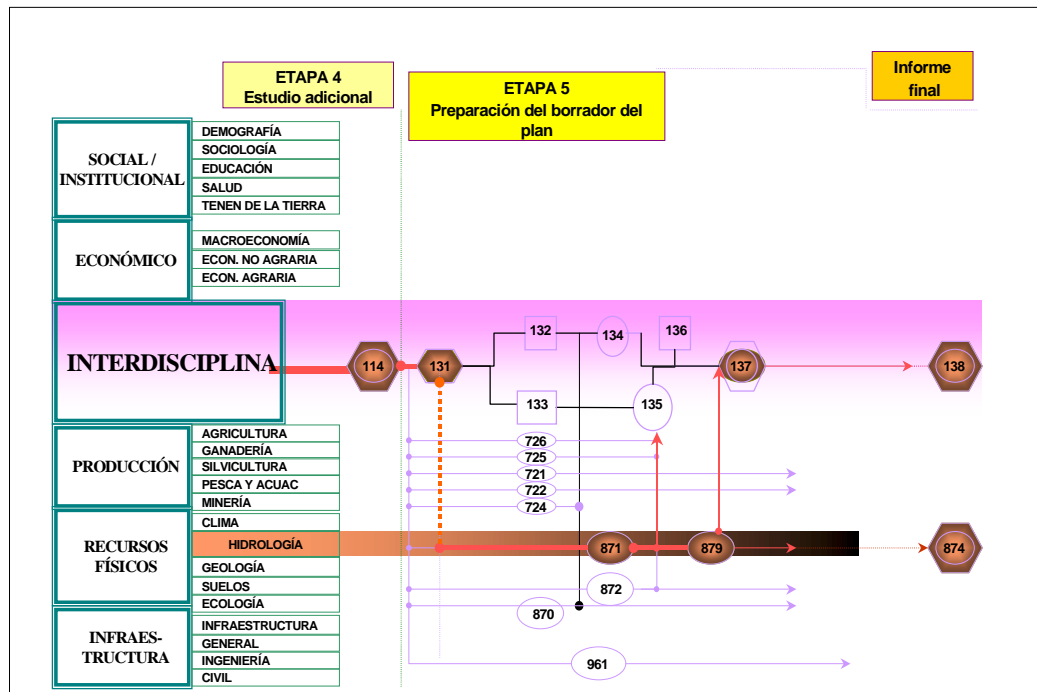 ETAPA 4
Estudio adicional
ETAPA 5
Preparación del borrador del
plan
Informe
final
SOCIAL /
INSTITUCIONAL
DEMOGRAFÍA
SOCIOLOGÍA
EDUCACIÓN
SALUD
TENEN DE LA TIERRA
ECONÓMICO
MACROECONOMÍA
ECON. NO AGRARIA
ECON. AGRARIA
INTERDISCIPLINA
114
131
132
133
134
135
136
137
138
PRODUCCIÓN
AGRICULTURA
GANADERÍA
SILVICULTURA
PESCA Y ACUAC
MINERÍA
726
725
721
722
724
RECURSOS
FÍSICOS
CLIMA
HIDROLOGÍA
GEOLOGÍA
SUELOS
ECOLOGÍA
871
879
874
872
870
INFRAES-
TRUCTURA
INFRAESTRUCTURA
GENERAL
INGENIERÍA
CIVIL
961